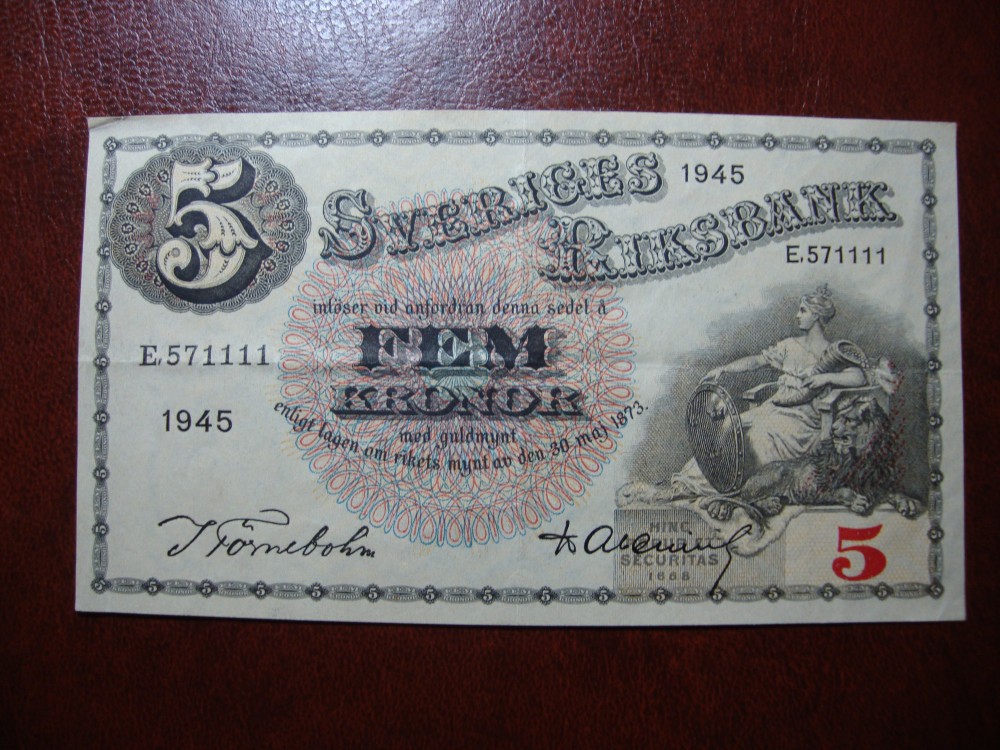 5
SVERIGES 1945
RIKSBANK
E,571111
inlöser vid anfordran denna sedel å
FEM
E,571111
KRONOR
1945
med guldmynt
enligt lagen om rikets mynt av den 30 maj 1873.
I Törnebohm
HINC
SECURITAS
1668
5